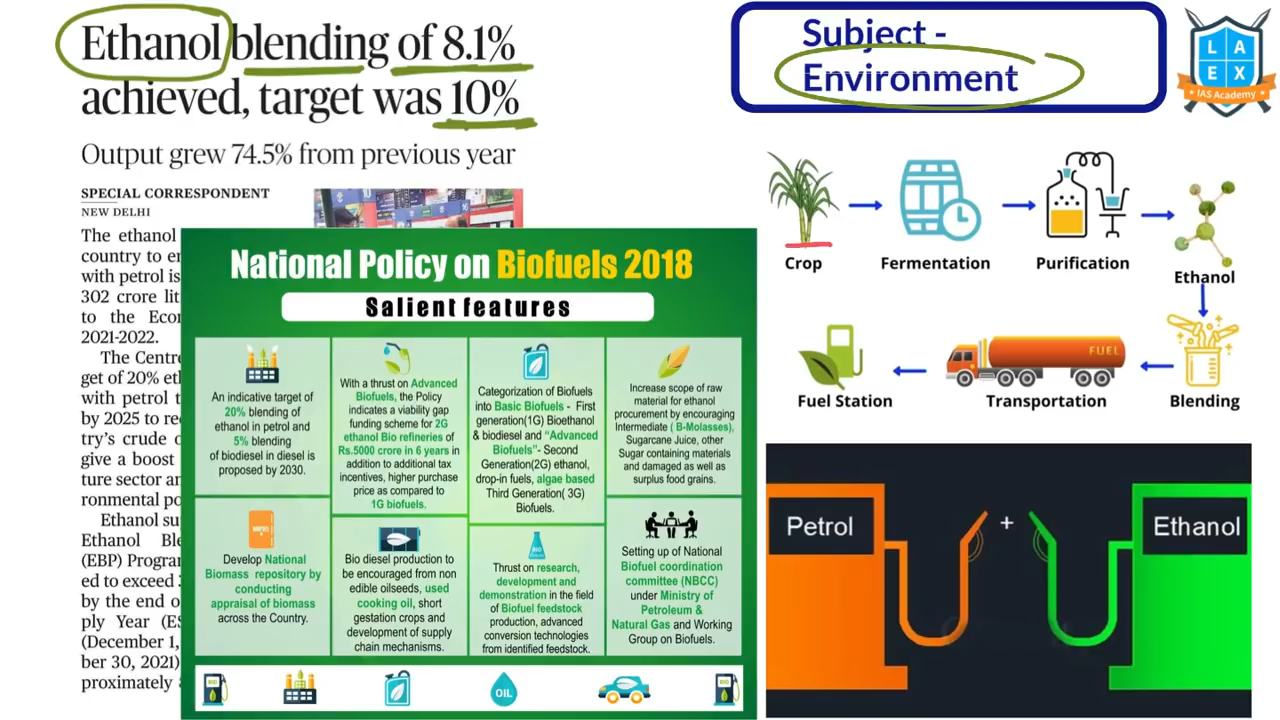 Ethanol blending of 8.1%
achieved, target was 10%
Output grew 74.5% from previous year
SPECIAL CORRESPONDENT
NEW DELHI
The ethanol
country to
with petrol is
302 crore
to the
2021-2022.
The Centre
of 20%
with petrol
by 2025 to
crude
give a boost
Ethanol
Ethanol
(EBP)
ed to exceed
by the end
ply Year
(December 1,
ber 30, 2021)
National Policy on Biofuels 2018
Salient features
An indicative target of
20% blending of
ethanol in petrol and
5% blending
of biodiesel in diesel is
proposed by 2030.
With a thrust on Advanced
Biofuels, the Policy
indicates a viability gap
funding scheme for 2G
ethanol Bio refineries of
Rs.5000 crore in 6 years in
addition to additional tax
incentives, higher purchase
price as compared to
1G biofuels.
Categorization of Biofuels
into Basic Biofuels - First
generation(1G) Bioethanol
& biodiesel and “Advanced
Biofuels”- Second
Generation(2G) ethanol,
drop-in fuels, algae based
Third Generation( 3G)
Biofuels.
Increase scope of raw
material for ethanol
procurement by encouraging
Intermediate ( B-Molasses),
Sugarcane Juice, other
Sugar containing materials
and damaged as well as
surplus food grains.
Develop National
Biomass repository by
conducting
appraisal of biomass
across the Country.
Bio diesel production to
be encouraged from non
edible oilseeds, used
cooking oil, short
gestation crops and
development of supply
chain mechanisms.
BIO
Thrust on research,
development and
demonstration in the field
of Biofuel feedstock
production, advanced
conversion technologies
from identified feedstock.
Setting up of National
Biofuel coordination
committee (NBCC)
under Ministry of
Petroleum &
Natural Gas and Working
Group on Biofuels.
BIO
OIL
BIO
Subject -
Environment
L A
E X
IAS Academy
Crop
Fermentation
Purification
Ethanol
Fuel Station
FUEL
Transportation
Blending
Petrol
+
Ethanol